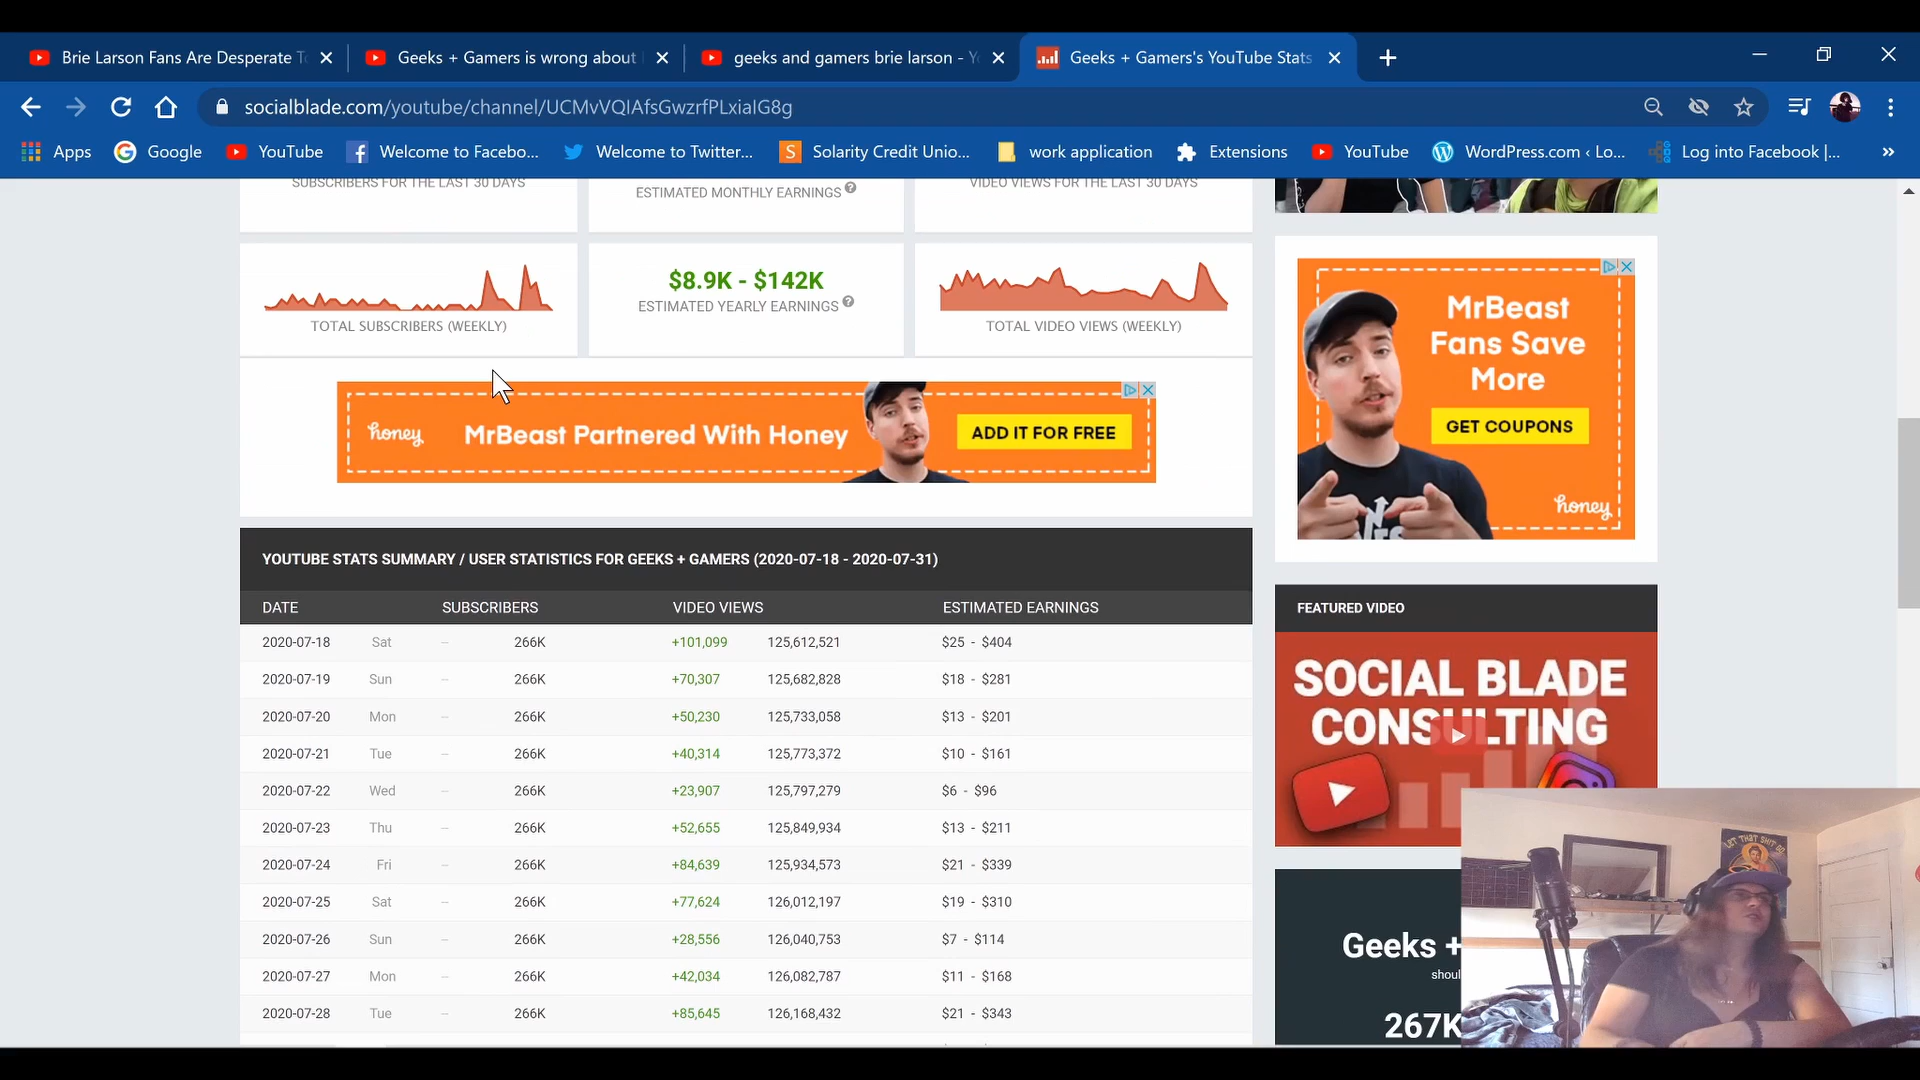 Brie Larson Fans Are Desperate T
Geeks + Gamers is wrong about
geeks and gamers brie larson - Y
Geeks + Gamers's YouTube Stats
socialblade.com/youtube/channel/UCMvVQIAfsGwzrfPLxialG8g
Apps
Google
YouTube
Welcome to Facebo...
Welcome to Twitter...
S
Solarity Credit Unio...
work application
Extensions
YouTube
WordPress.com ‹ Lo...
Log into Facebook |...
»
SUBSCRIBERS FOR THE LAST 30 DAYS
ESTIMATED MONTHLY EARNINGS
VIDEO VIEWS FOR THE LAST 30 DAYS
TOTAL SUBSCRIBERS (WEEKLY)
$8.9K - $142K
ESTIMATED YEARLY EARNINGS
TOTAL VIDEO VIEWS (WEEKLY)
MrBeast
Fans Save
More
GET COUPONS
honey
honey
MrBeast Partnered With Honey
ADD IT FOR FREE
YOUTUBE STATS SUMMARY / USER STATISTICS FOR GEEKS + GAMERS (2020-07-18 - 2020-07-31)
DATE SUBSCRIBERS VIDEO VIEWS ESTIMATED EARNINGS
2020-07-18 Sat -- 266K +101,099 125,612,521 $25 - $404
2020-07-19 Sun -- 266K +70,307 125,682,828 $18 - $281
2020-07-20 Mon -- 266K +50,230 125,733,058 $13 - $201
2020-07-21 Tue -- 266K +40,314 125,773,372 $10 - $161
2020-07-22 Wed -- 266K +23,907 125,797,279 $6 - $96
2020-07-23 Thu -- 266K +52,655 125,849,934 $13 - $211
2020-07-24 Fri -- 266K +84,639 125,934,573 $21 - $339
2020-07-25 Sat -- 266K +77,624 126,012,197 $19 - $310
2020-07-26 Sun -- 266K +28,556 126,040,753 $7 - $114
2020-07-27 Mon -- 266K +42,034 126,082,787 $11 - $168
2020-07-28 Tue -- 266K +85,645 126,168,432 $21 - $343
FEATURED VIDEO
SOCIAL BLADE
CONSULTING
Geeks +
shoul
267K
LET THAT SHIT GO